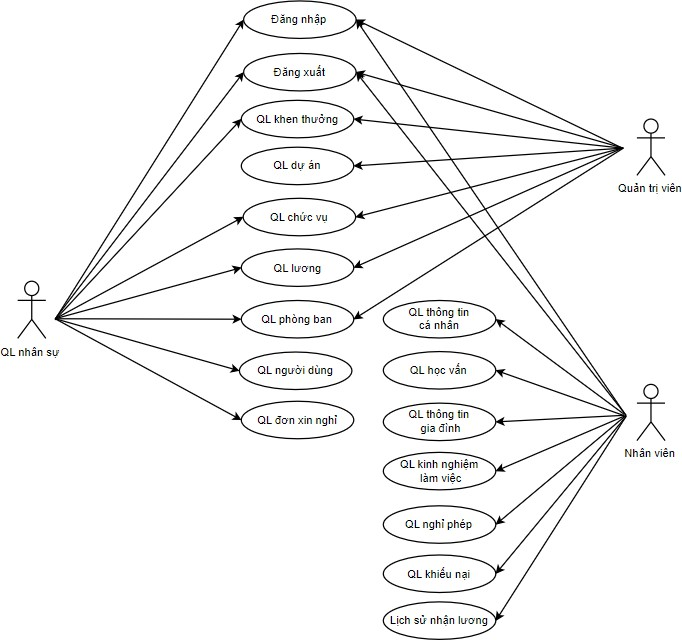 Đăng nhập
Đăng xuất
QL khen thưởng
QL dự án
Quản trị viên
QL chức vụ
QL lương
QL phòng ban
QL nhân sự
QL người dùng
QL đơn xin nghỉ
QL thông tin
cá nhân
QL học vấn
QL thông tin
gia đình
Nhân viên
QL kinh nghiệm
làm việc
QL nghỉ phép
QL khiếu nại
Lịch sử nhận lương